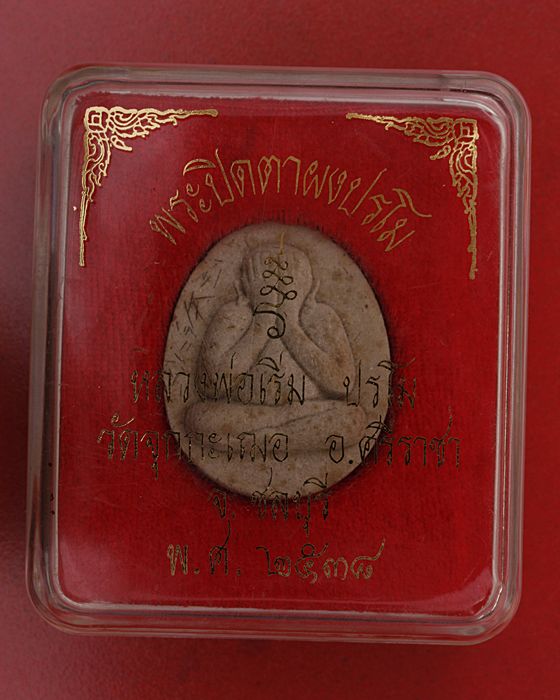 พระปิดตาผงปรโม
หลวงพ่อเริ่ม ปรโม
วัดจุกกะเฌอ อ.ศรีราชา
จ.ชลบุรี
พ.ศ. ๒๕๓๘